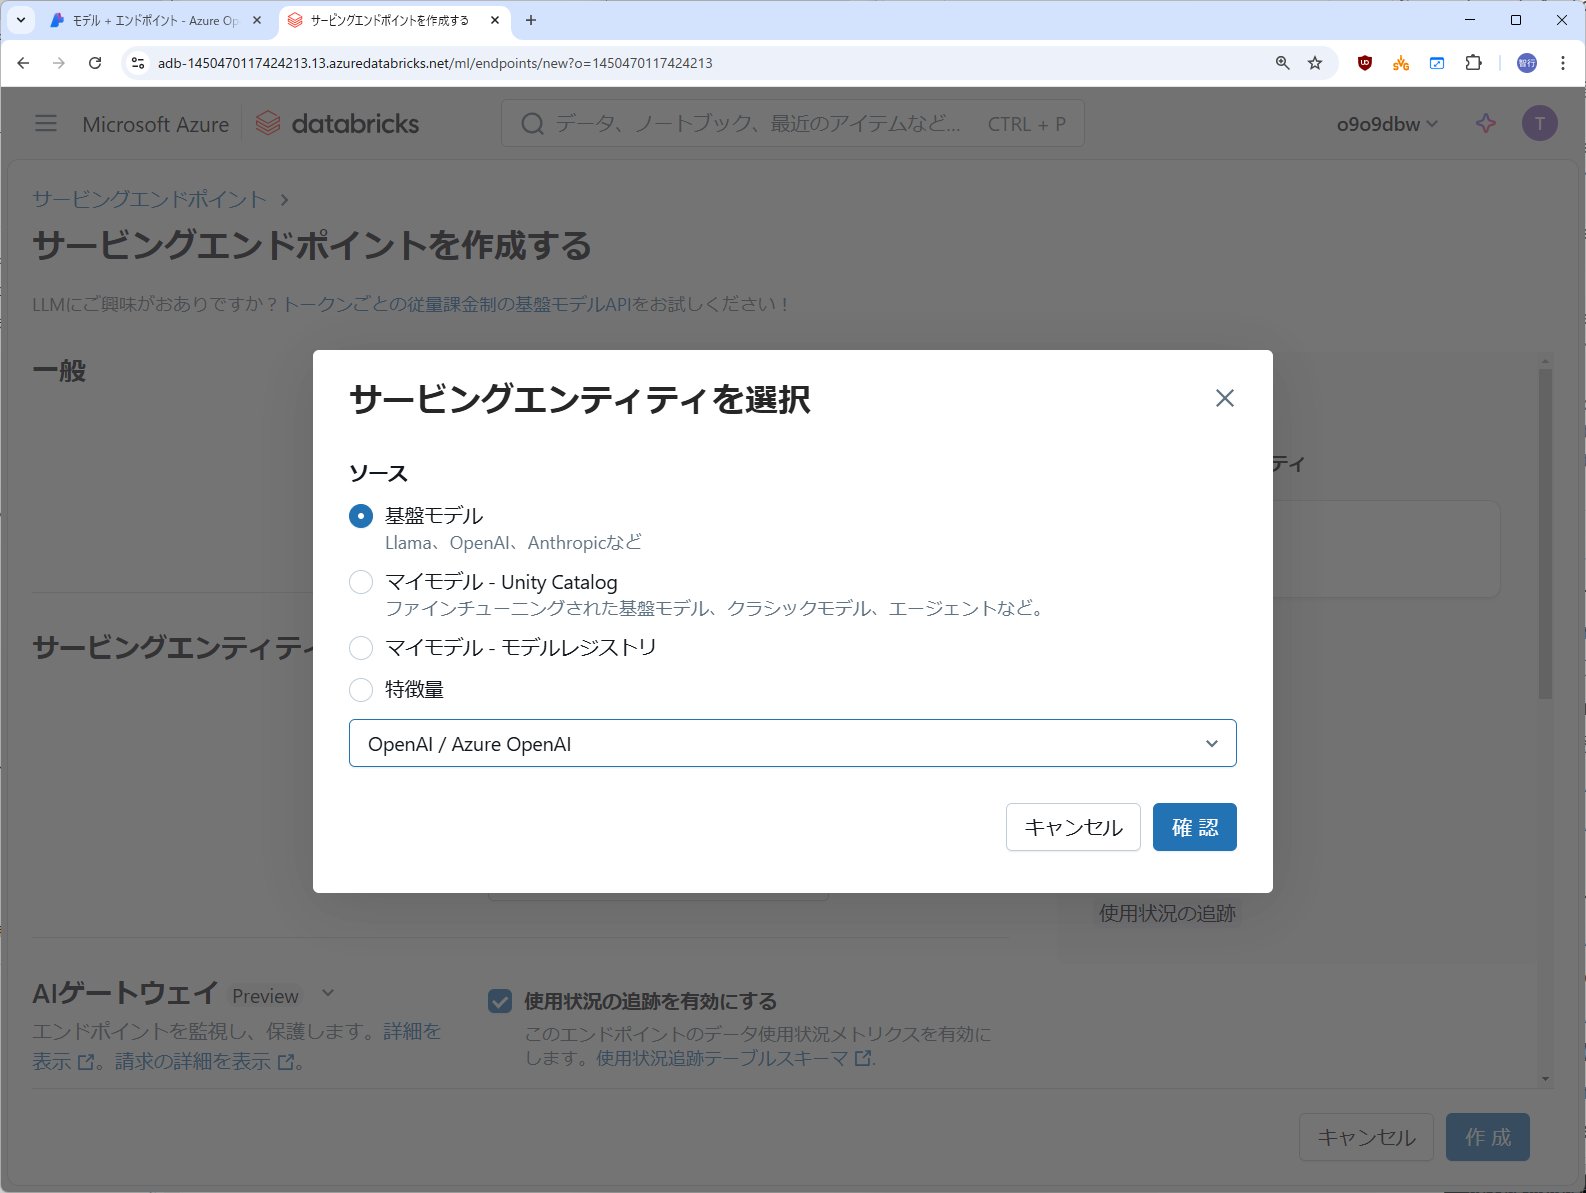 モデル + エンドポイント - Azure Op
サービングエンドポイントを作成する
adb-1450470117424213.13.azuredatabricks.net/ml/endpoints/new?o=1450470117424213
智行
Microsoft Azure
databricks
データ、ノートブック、最近のアイテムなど...
CTRL + P
o9o9dbw
T
サービングエンドポイント
サービングエンドポイントを作成する
LLMにご興味がおありですか？トークンごとの従量課金制の基盤モデルAPIをお試しください！
一般
サービングエンティティを選択
ソース
ティ
基盤モデル
Llama、OpenAI、Anthropicなど
マイモデル - Unity Catalog
ファインチューニングされた基盤モデル、クラシックモデル、エージェントなど。
サービングエンティティ
マイモデル - モデルレジストリ
特徴量
OpenAI / Azure OpenAI
キャンセル
確認
使用状況の追跡
AIゲートウェイ Preview
エンドポイントを監視し、保護します。詳細を
表示。請求の詳細を表示。
使用状況の追跡を有効にする
このエンドポイントのデータ使用状況メトリクスを有効に
します。使用状況追跡テーブルスキーマ.
キャンセル
作成